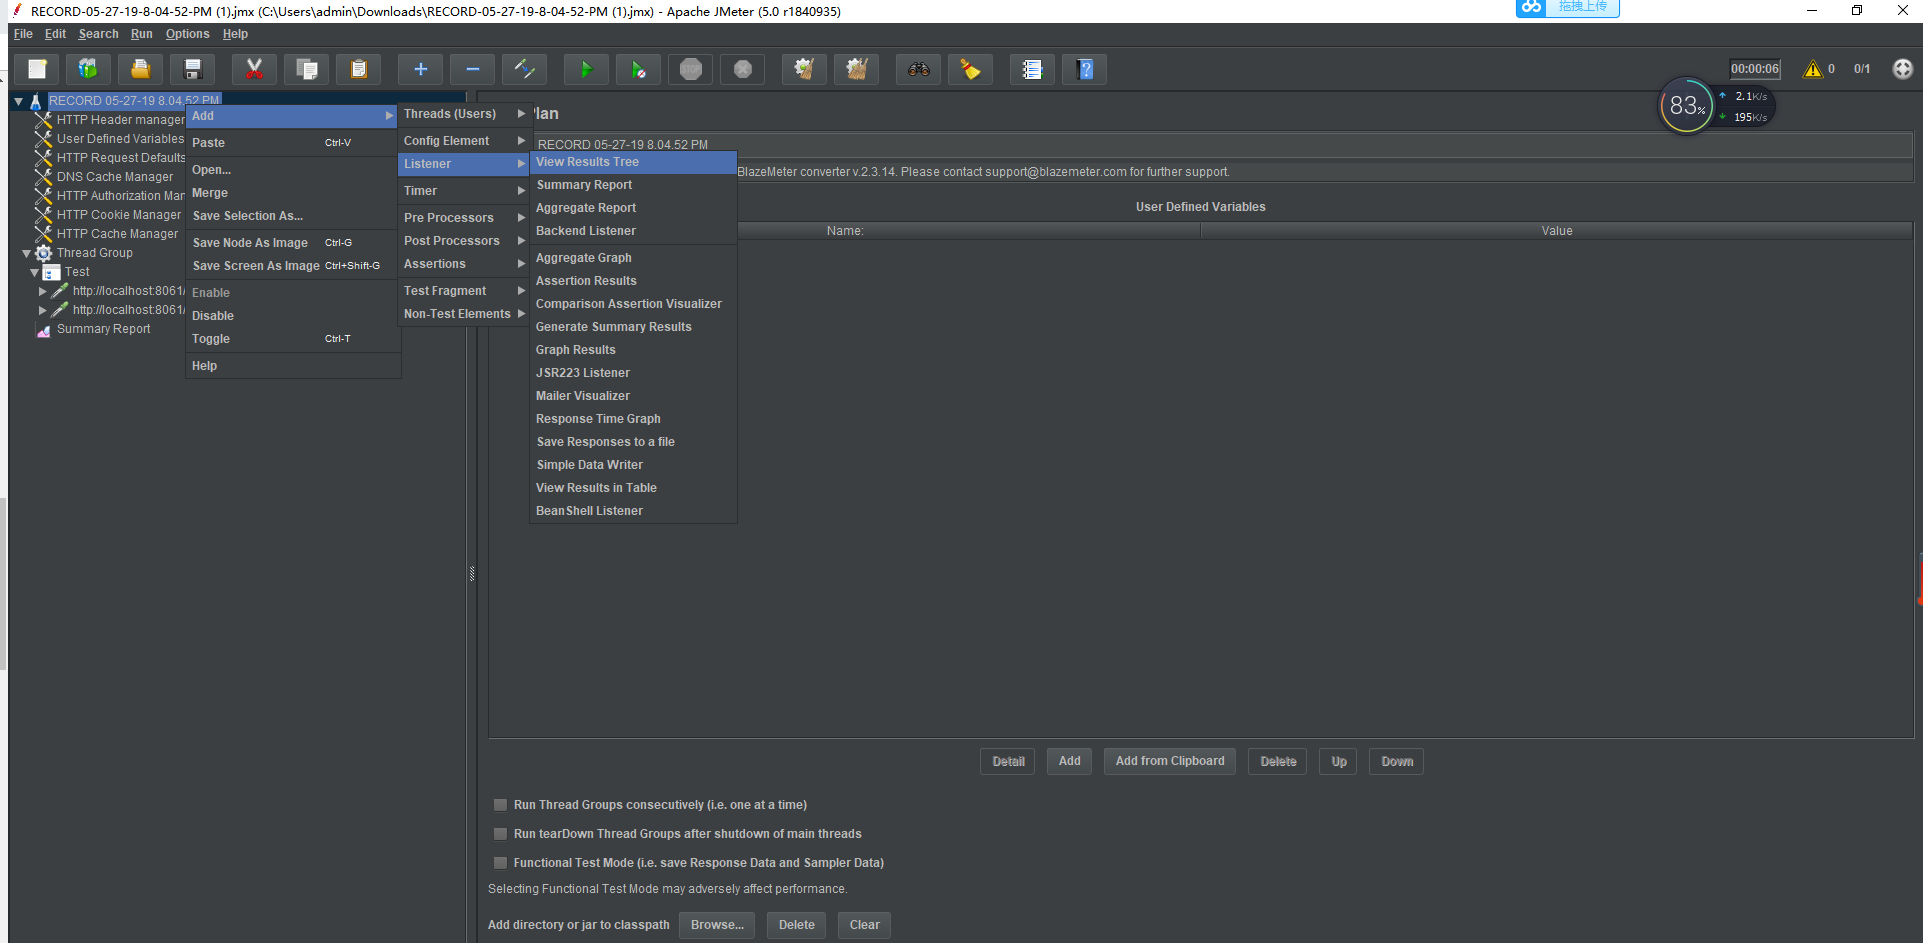 RECORD-05-27-19-8-04-52-PM (1).jmx (C:\Users\admin\Downloads\RECORD-05-27-19-8-04-52-PM (1).jmx) - Apache JMeter (5.0 r1840935)
拖拽上传
File Edit Search Run Options Help
STOP
00:00:06 0 0/1
83% 2.1K/s
195K/s
RECORD 05-27-19 8.04.52 PM
HTTP Header manager
User Defined Variables
HTTP Request Defaults
DNS Cache Manager
HTTP Authorization Man
HTTP Cookie Manager
HTTP Cache Manager
Thread Group
Test
http://localhost:8061/
http://localhost:8061/
Summary Report
Add
Paste Ctrl-V
Open...
Merge
Save Selection As...
Save Node As Image Ctrl-G
Save Screen As Image Ctrl+Shift-G
Enable
Disable
Toggle Ctrl-T
Help
Threads (Users)
Config Element
Listener
Timer
Pre Processors
Post Processors
Assertions
Test Fragment
Non-Test Elements
View Results Tree
Summary Report
Aggregate Report
Backend Listener
Aggregate Graph
Assertion Results
Comparison Assertion Visualizer
Generate Summary Results
Graph Results
JSR223 Listener
Mailer Visualizer
Response Time Graph
Save Responses to a file
Simple Data Writer
View Results in Table
BeanShell Listener
lan
RECORD 05-27-19 8.04.52 PM
BlazeMeter converter v.2.3.14. Please contact support@blazemeter.com for further support.
User Defined Variables
Name: Value
Detail Add Add from Clipboard Delete Up Down
Run Thread Groups consecutively (i.e. one at a time)
Run tearDown Thread Groups after shutdown of main threads
Functional Test Mode (i.e. save Response Data and Sampler Data)
Selecting Functional Test Mode may adversely affect performance.
Add directory or jar to classpath Browse... Delete Clear